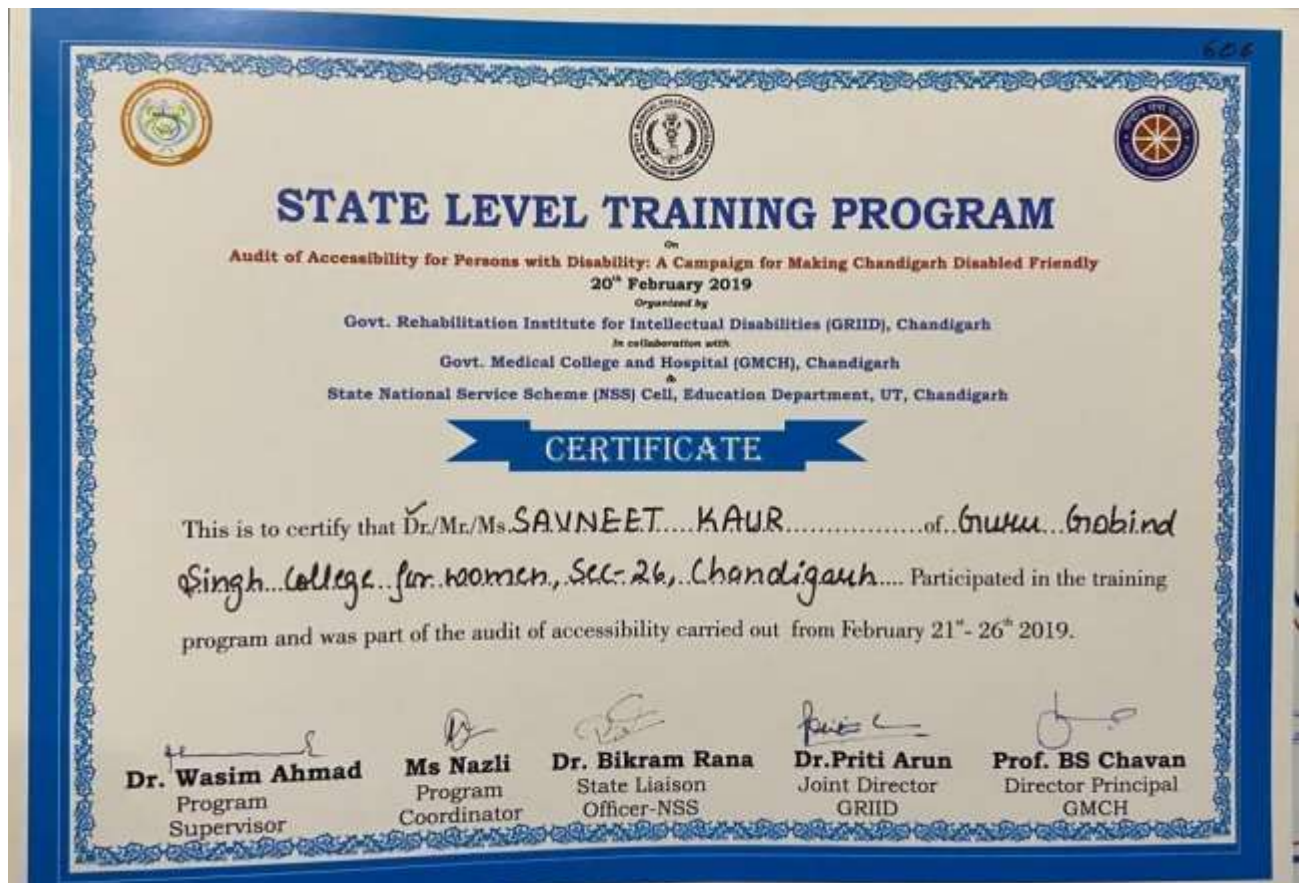 606
STATE LEVEL TRAINING PROGRAM
On
Audit of Accessibility for Persons with Disability: A Campaign for Making Chandigarh Disabled Friendly
20th February 2019
Organized by
Govt. Rehabilitation Institute for Intellectual Disabilities (GRIID), Chandigarh
In collaboration with
Govt. Medical College and Hospital (GMCH), Chandigarh
&
State National Service Scheme (NSS) Cell, Education Department, UT, Chandigarh
CERTIFICATE
This is to certify that Dr./Mr./Ms. SAVNEET KAUR of Guru Gobind
Singh College for women, Sec-26, Chandigarh Participated in the training
program and was part of the audit of accessibility carried out from February 21st- 26th 2019.
Dr. Wasim Ahmad Ms Nazli Dr. Bikram Rana Dr.Priti Arun Prof. BS Chavan
Program Program State Liaison Joint Director Director Principal
Supervisor Coordinator Officer-NSS GRIID GMCH